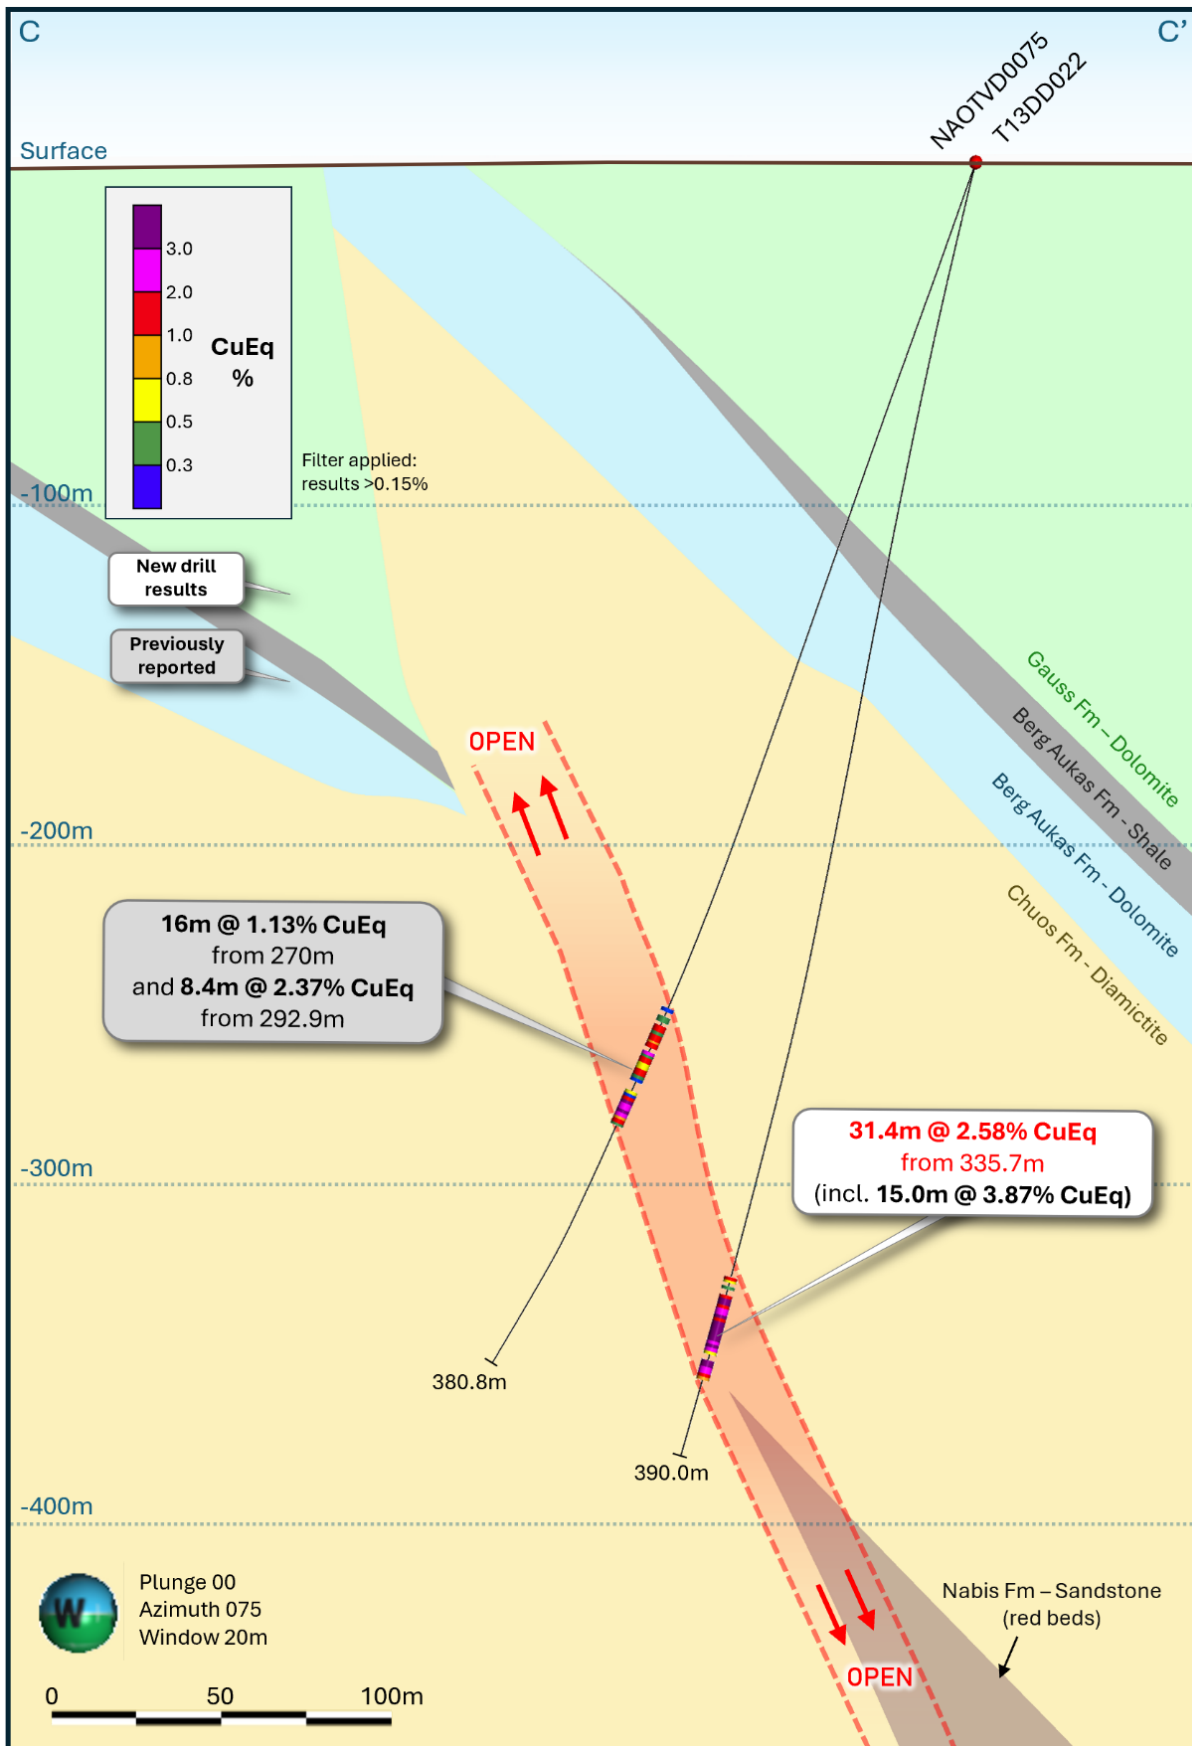 C
C'
NAOTVD0075
T13DD022
Surface
3.0
2.0
1.0
0.8
0.5
0.3
CuEq
%
Filter applied:
results >0.15%
-100m
New drill
results
Previously
reported
Gauss Fm – Dolomite
Berg Aukas Fm - Shale
Berg Aukas Fm - Dolomite
Chuos Fm - Diamictite
OPEN
-200m
16m @ 1.13% CuEq
from 270m
and 8.4m @ 2.37% CuEq
from 292.9m
31.4m @ 2.58% CuEq
from 335.7m
(incl. 15.0m @ 3.87% CuEq)
-300m
380.8m
390.0m
-400m
Nabis Fm – Sandstone
(red beds)
OPEN
W
Plunge 00
Azimuth 075
Window 20m
0 50 100m